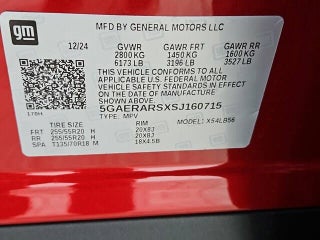 gm
MFD BY GENERAL MOTORS LLC
12/24 GVWR GAWR FRT GAWR RR
2800 KG 1450 KG 1600 KG
6173 LB 3196 LB 3527 LB
THIS VEHICLE CONFORMS TO ALL
APPLICABLE U.S. FEDERAL MOTOR
VEHICLE SAFETY STANDARDS IN EFFECT
ON THE DATE OF MANUFACTURE
SHOWN ABOVE
5GAERARSXSJ160715
TYPE: MPV MODEL: X54LB56
TIRE SIZE RIM
FRT 255/55R20 H 20X8J
RR 255/55R20 H 20X8J
SPA T135/70R18 M 18X4.5B